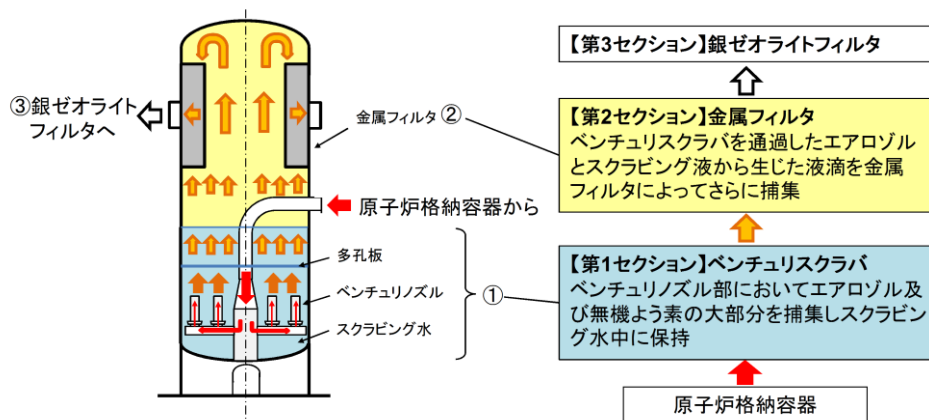 ③銀ゼオライト
フィルタへ
金属フィルタ ②
原子炉格納容器から
多孔板
ベンチュリノズル
スクラビング水
①
【第3セクション】銀ゼオライトフィルタ
【第2セクション】金属フィルタ
ベンチュリスクラバを通過したエアロゾル
とスクラビング液から生じた液滴を金属
フィルタによってさらに捕集
【第1セクション】ベンチュリスクラバ
ベンチュリノズル部においてエアロゾル及
び無機よう素の大部分を捕集しスクラビン
グ水中に保持
原子炉格納容器